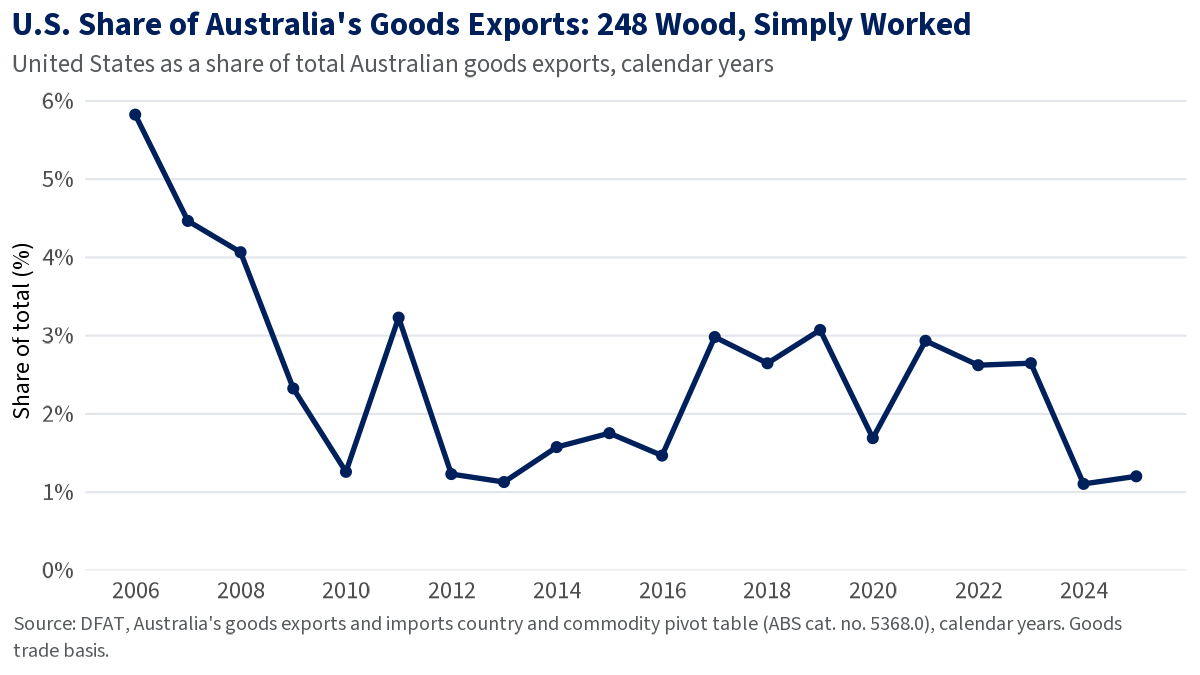 U.S. Share of Australia's Goods Exports: 248 Wood, Simply Worked
United States as a share of total Australian goods exports, calendar years
Share of total (%)
6%
5%
4%
3%
2%
1%
0%
2006 2008 2010 2012 2014 2016 2018 2020 2022 2024
Source: DFAT, Australia's goods exports and imports country and commodity pivot table (ABS cat. no. 5368.0), calendar years. Goods
trade basis.